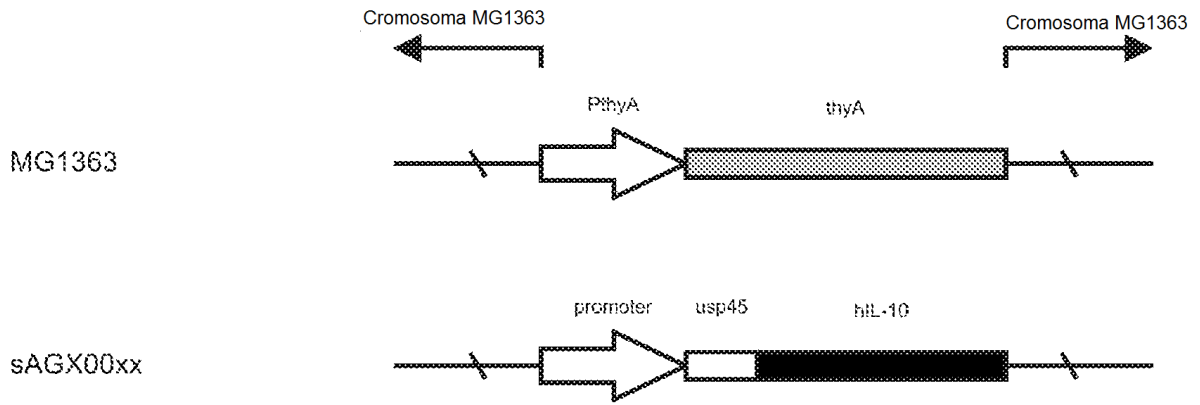 Cromosoma MG1363
Cromosoma MG1363
PthyA
thyA
MG1363
promoter
usp45
hIL-10
sAGX00xx